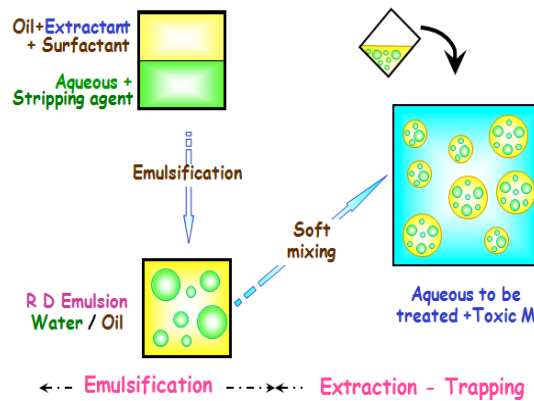 Oil+Extractant
+ Surfactant
Aqueous +
Stripping agent
Emulsification
Soft
mixing
R D Emulsion
Water / Oil
Aqueous to be
treated +Toxic M
Emulsification
Extraction - Trapping